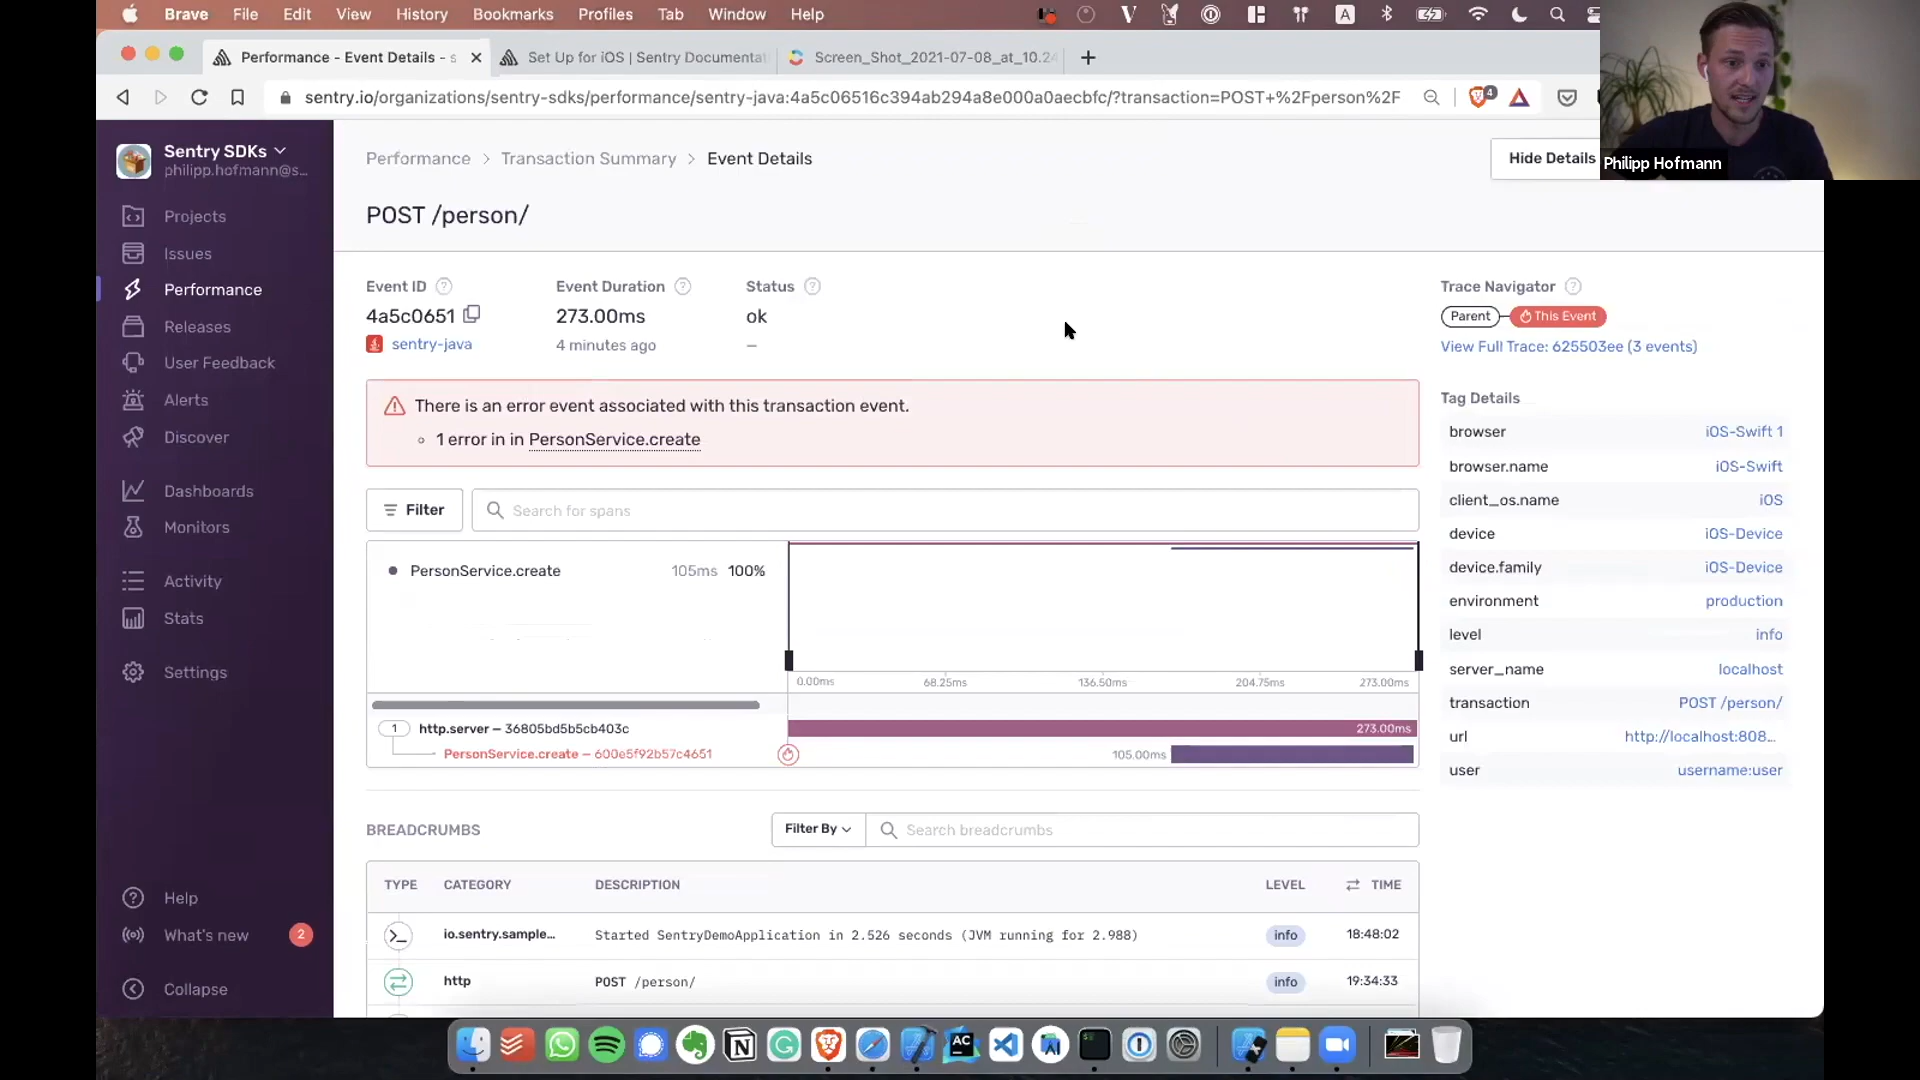 Brave File Edit View History Bookmarks Profiles Tab Window Help
Performance - Event Details - s
Set Up for iOS | Sentry Documentat
Screen_Shot_2021-07-08_at_10.24
sentry.io/organizations/sentry-sdks/performance/sentry-java:4a5c06516c394ab294a8e000a0aecbfc/?transaction=POST+%2Fperson%2F
4
Philipp Hofmann
Sentry SDKs
philipp.hofmann@s...
Projects
Issues
Performance
Releases
User Feedback
Alerts
Discover
Dashboards
Monitors
Activity
Stats
Settings
Help
What's new 2
Collapse
Performance > Transaction Summary > Event Details
Hide Details
POST /person/
Event ID
4a5c0651
sentry-java
Event Duration
273.00ms
4 minutes ago
Status
ok
–
Trace Navigator
Parent This Event
View Full Trace: 625503ee (3 events)
There is an error event associated with this transaction event.
1 error in in PersonService.create
Filter
Search for spans
PersonService.create 105ms 100%
0.00ms 68.25ms 136.50ms 204.75ms 273.00ms
1 http.server – 36805bd5b5cb403c 273.00ms
PersonService.create – 600e5f92b57c4651 105.00ms
Tag Details
browser iOS-Swift 1
browser.name iOS-Swift
client_os.name iOS
device iOS-Device
device.family iOS-Device
environment production
level info
server_name localhost
transaction POST /person/
url http://localhost:808...
user username:user
BREADCRUMBS
Filter By
Search breadcrumbs
TYPE CATEGORY DESCRIPTION LEVEL TIME
io.sentry.sample... Started SentryDemoApplication in 2.526 seconds (JVM running for 2.988) info 18:48:02
http POST /person/ info 19:34:33
AC